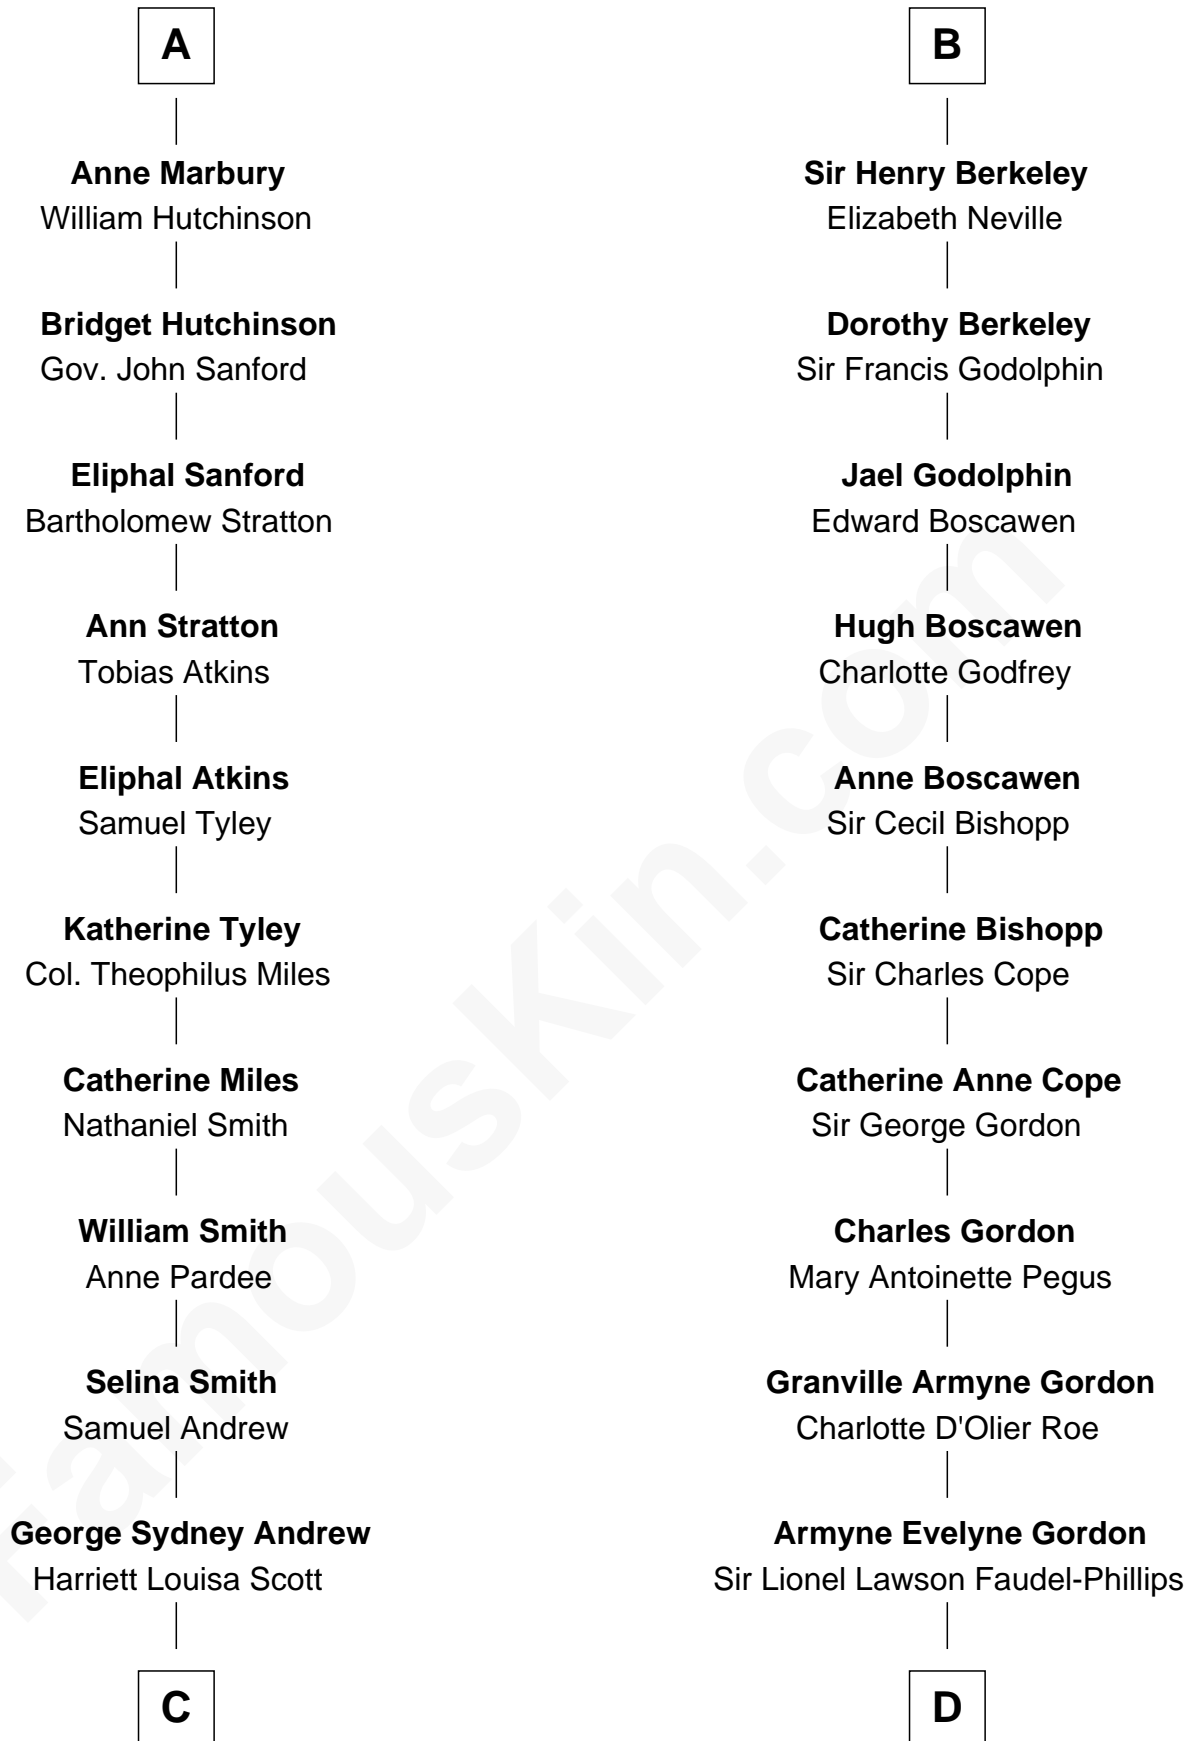 A
Anne Marbury
William Hutchinson
Bridget Hutchinson
Gov. John Sanford
Eliphal Sanford
Bartholomew Stratton
Ann Stratton
Tobias Atkins
Eliphal Atkins
Samuel Tyley
Katherine Tyley
Col. Theophilus Miles
Catherine Miles
Nathaniel Smith
William Smith
Anne Pardee
Selina Smith
Samuel Andrew
George Sydney Andrew
Harriett Louisa Scott
C
B
Sir Henry Berkeley
Elizabeth Neville
Dorothy Berkeley
Sir Francis Godolphin
Jael Godolphin
Edward Boscawen
Hugh Boscawen
Charlotte Godfrey
Anne Boscawen
Sir Cecil Bishopp
Catherine Bishopp
Sir Charles Cope
Catherine Anne Cope
Sir George Gordon
Charles Gordon
Mary Antoinette Pegus
Granville Armyne Gordon
Charlotte D'Olier Roe
Armyne Evelyne Gordon
Sir Lionel Lawson Faudel-Phillips
D
FamousKin.com